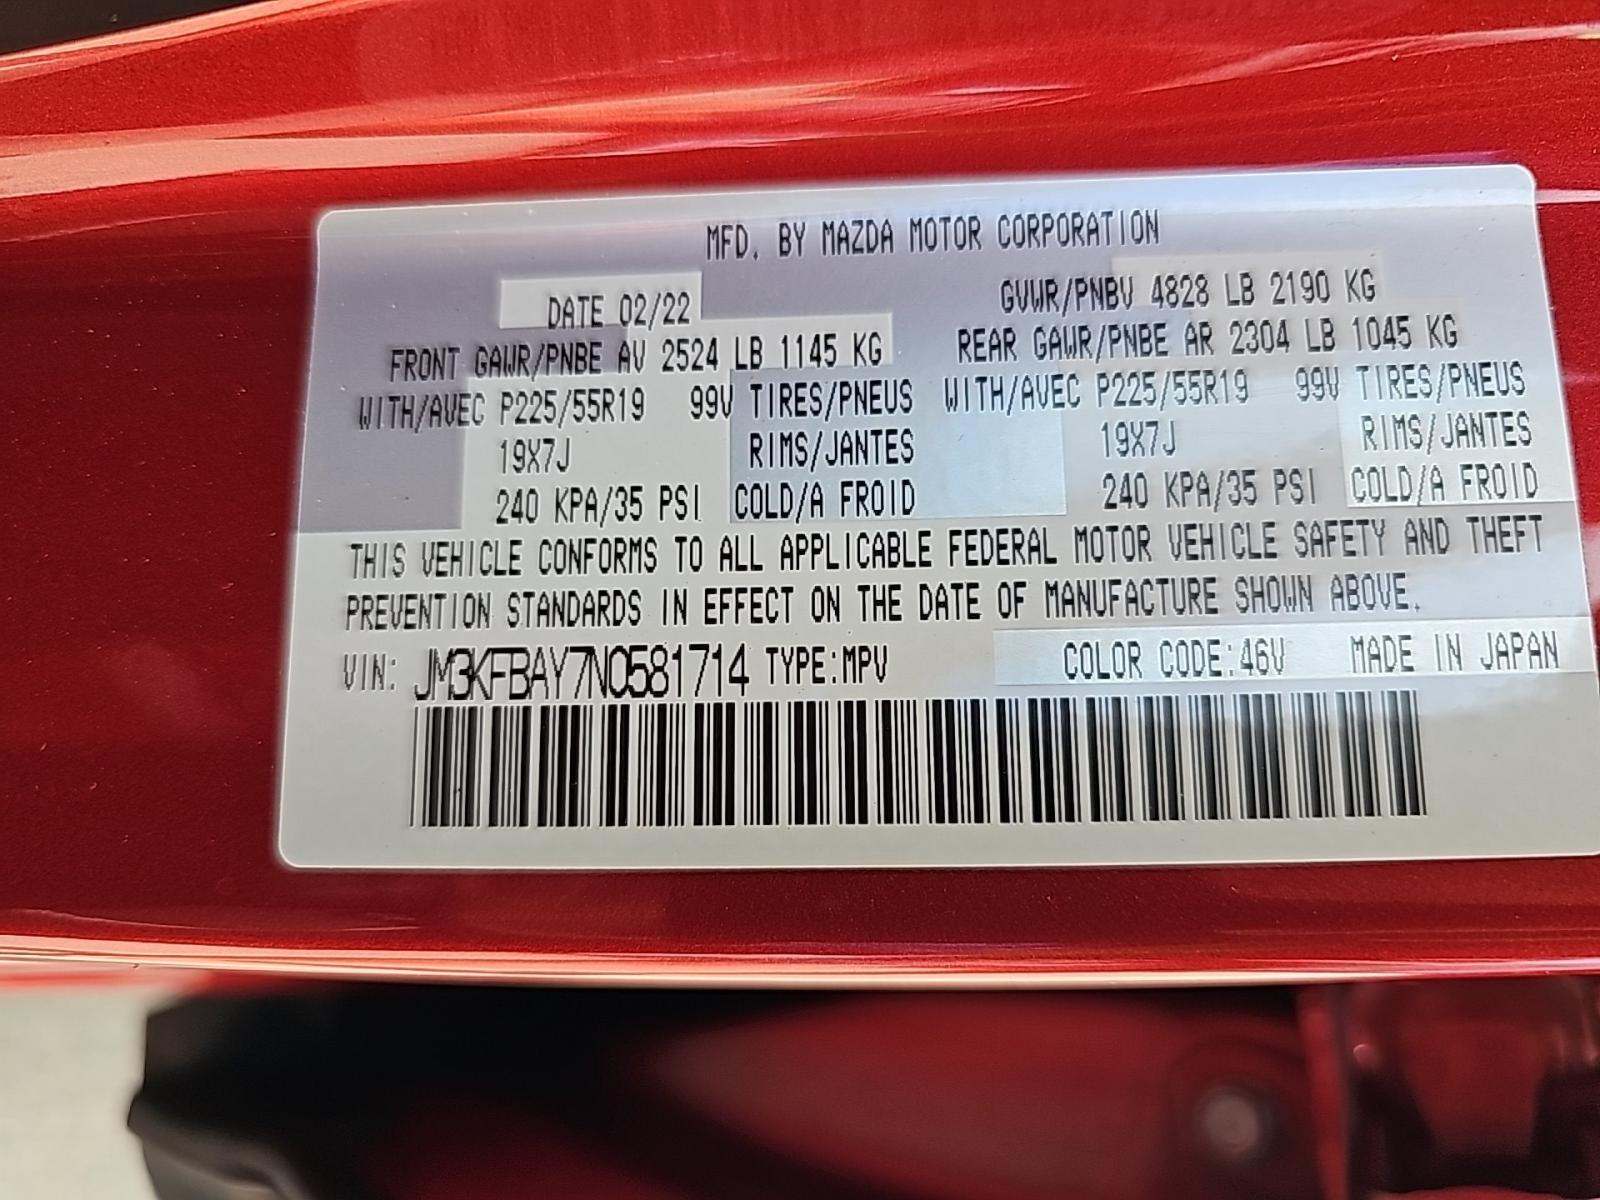 MFD. BY MAZDA MOTOR CORPORATION
DATE 02/22 GVWR/PNBV 4828 LB 2190 KG
FRONT GAWR/PNBE AV 2524 LB 1145 KG REAR GAWR/PNBE AR 2304 LB 1045 KG
WITH/AVEC P225/55R19 99V TIRES/PNEUS WITH/AVEC P225/55R19 99V TIRES/PNEUS
19X7J RIMS/JANTES 19X7J RIMS/JANTES
240 KPA/35 PSI COLD/A FROID 240 KPA/35 PSI COLD/A FROID
THIS VEHICLE CONFORMS TO ALL APPLICABLE FEDERAL MOTOR VEHICLE SAFETY AND THEFT
PREVENTION STANDARDS IN EFFECT ON THE DATE OF MANUFACTURE SHOWN ABOVE.
VIN: JM3KFBAY7N0581714 TYPE:MPV COLOR CODE:46V MADE IN JAPAN